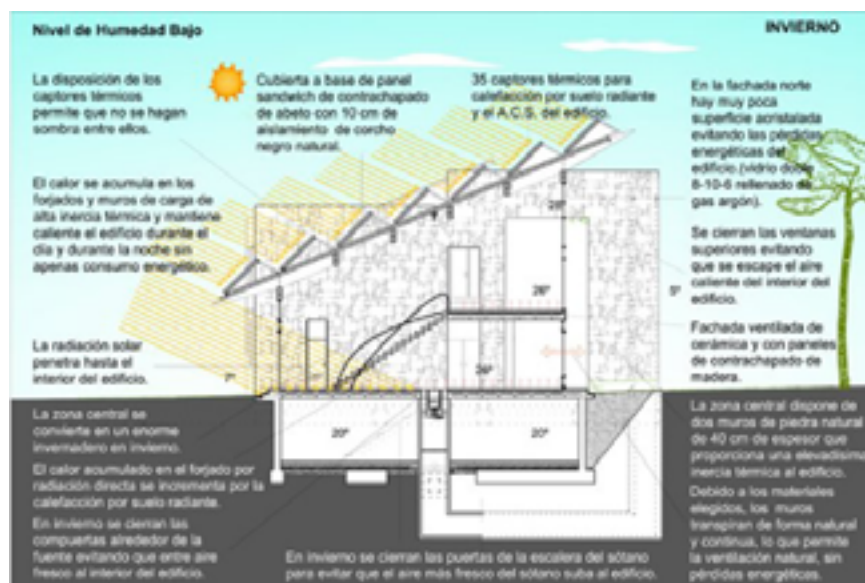 Nivel de Humedad Bajo
INVIERNO
La disposición de los
captores térmicos
permite que no se hagan
sombra entre ellos.
Cubierta a base de panel
sandwich de contrachapado
de abeto con 10 cm de
aislamiento de corcho
negro natural.
35 captores térmicos para
calefacción por suelo radiante
y el A.C.S. del edificio.
En la fachada norte
hay muy poca
superficie acristalada
evitando las pérdidas
energéticas del
edificio.(vidrio doble
8-10-6 rellenado de
gas argón).
El calor se acumula en los
forjados y muros de carga de
alta inercia térmica y mantiene
caliente el edificio durante el
día y durante la noche sin
apenas consumo energético.
Se cierran las ventanas
superiores evitando
que se escape el aire
caliente del interior del
edificio.
26º
5º
Fachada ventilada de
cerámica y con paneles
de contrachapado de
madera.
La radiación solar
penetra hasta el
interior del edificio.
La zona central se
convierte en un enorme
invernadero en invierno.
20º
20º
La zona central dispone de
dos muros de piedra natural
de 40 cm de espesor que
proporciona una elevadísima
inercia térmica al edificio.
El calor acumulado en el forjado por
radiación directa se incrementa por la
calefacción por suelo radiante.
Debido a los materiales
elegidos, los muros
transpiran de forma natural
y continua, lo que permite
la ventilación natural, sin
pérdidas energéticas.
En invierno se cierran las
compuertas alrededor de la
fuente evitando que entre aire
fresco al interior del edificio.
En invierno se cierran las puertas de la escalera del sótano
para evitar que el aire más fresco del sótano suba al edificio.